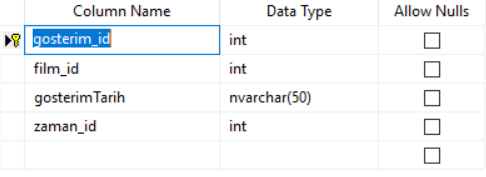 Column Name Data Type Allow Nulls
gosterim_id int
film_id int
gosterimTarih nvarchar(50)
zaman_id int